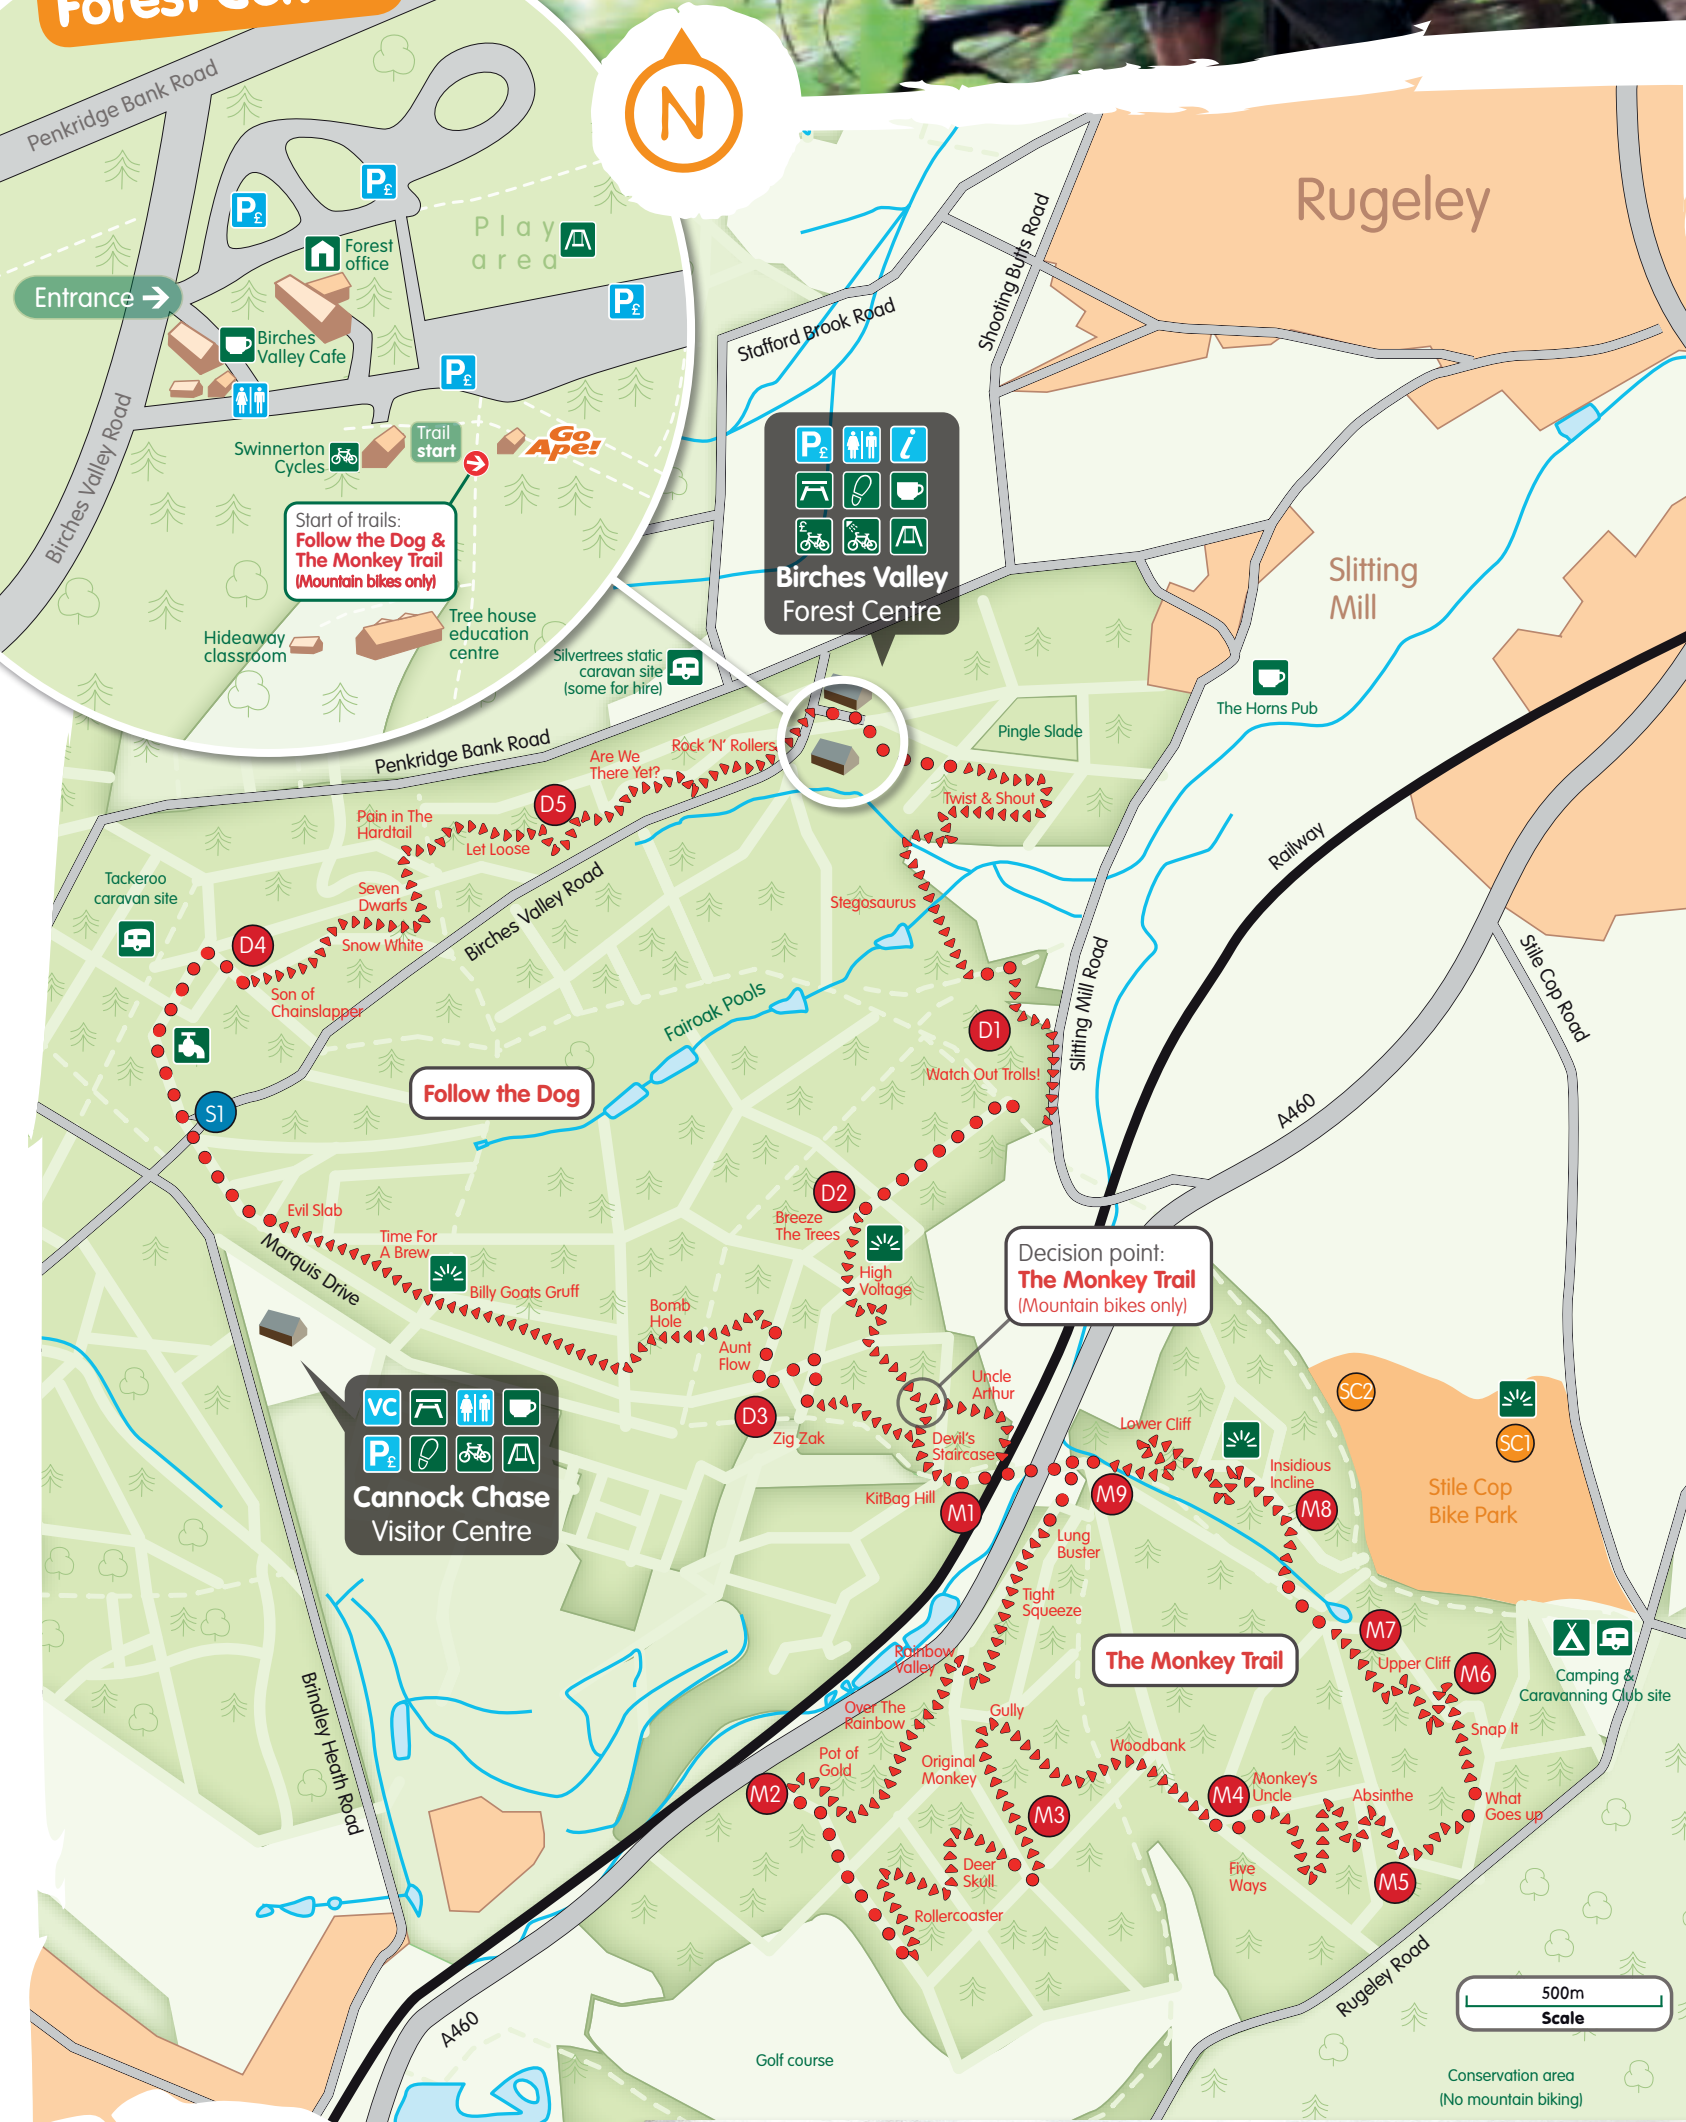 Penkridge Bank Road
N
P£
P£
Play
area
Forest
office
Entrance
P£
Birches
Valley Cafe
P£
Birches Valley Road
Swinnerton
Cycles
Trail
start
Go
Ape!
Start of trails:
Follow the Dog &
The Monkey Trail
(Mountain bikes only)
Hideaway
classroom
Tree house
education
centre
Rugeley
Shooting Butts Road
Stafford Brook Road
P£
i
£
Birches Valley
Forest Centre
Slitting
Mill
The Horns Pub
Silvertrees static
caravan site
(some for hire)
Pingle Slade
Penkridge Bank Road
Rock 'N' Rollers
Are We
There Yet?
D5
Twist & Shout
Pain in The
Hardtail
Let Loose
Railway
Tackeroo
caravan site
Seven
Dwarfs
Stegosaurus
Birches Valley Road
D4
Snow White
Son of
Chainslapper
Fairoak Pools
Slitting Mill Road
Stile Cop Road
D1
Watch Out Trolls!
Follow the Dog
S1
A460
D2
Breeze
The Trees
Evil Slab
Time For
A Brew
Marquis Drive
Billy Goats Gruff
High
Voltage
Decision point:
The Monkey Trail
(Mountain bikes only)
Bomb
Hole
Aunt
Flow
D3
Zig Zak
Uncle
Arthur
Devil's
Staircase
KitBag Hill
M1
VC
P£
Cannock Chase
Visitor Centre
SC2
SC1
Stile Cop
Bike Park
Lower Cliff
M9
Insidious
Incline
M8
Lung
Buster
Tight
Squeeze
Rainbow
Valley
The Monkey Trail
M7
Upper Cliff
M6
Camping &
Caravanning Club site
Over The
Rainbow
Gully
Snap It
Brindley Heath Road
Pot of
Gold
M2
Original
Monkey
Woodbank
M4
Monkey's
Uncle
Absinthe
What
Goes up
M3
Deer
Skull
Five
Ways
M5
Rollercoaster
Rugeley Road
500m
Scale
A460
Golf course
Conservation area
(No mountain biking)